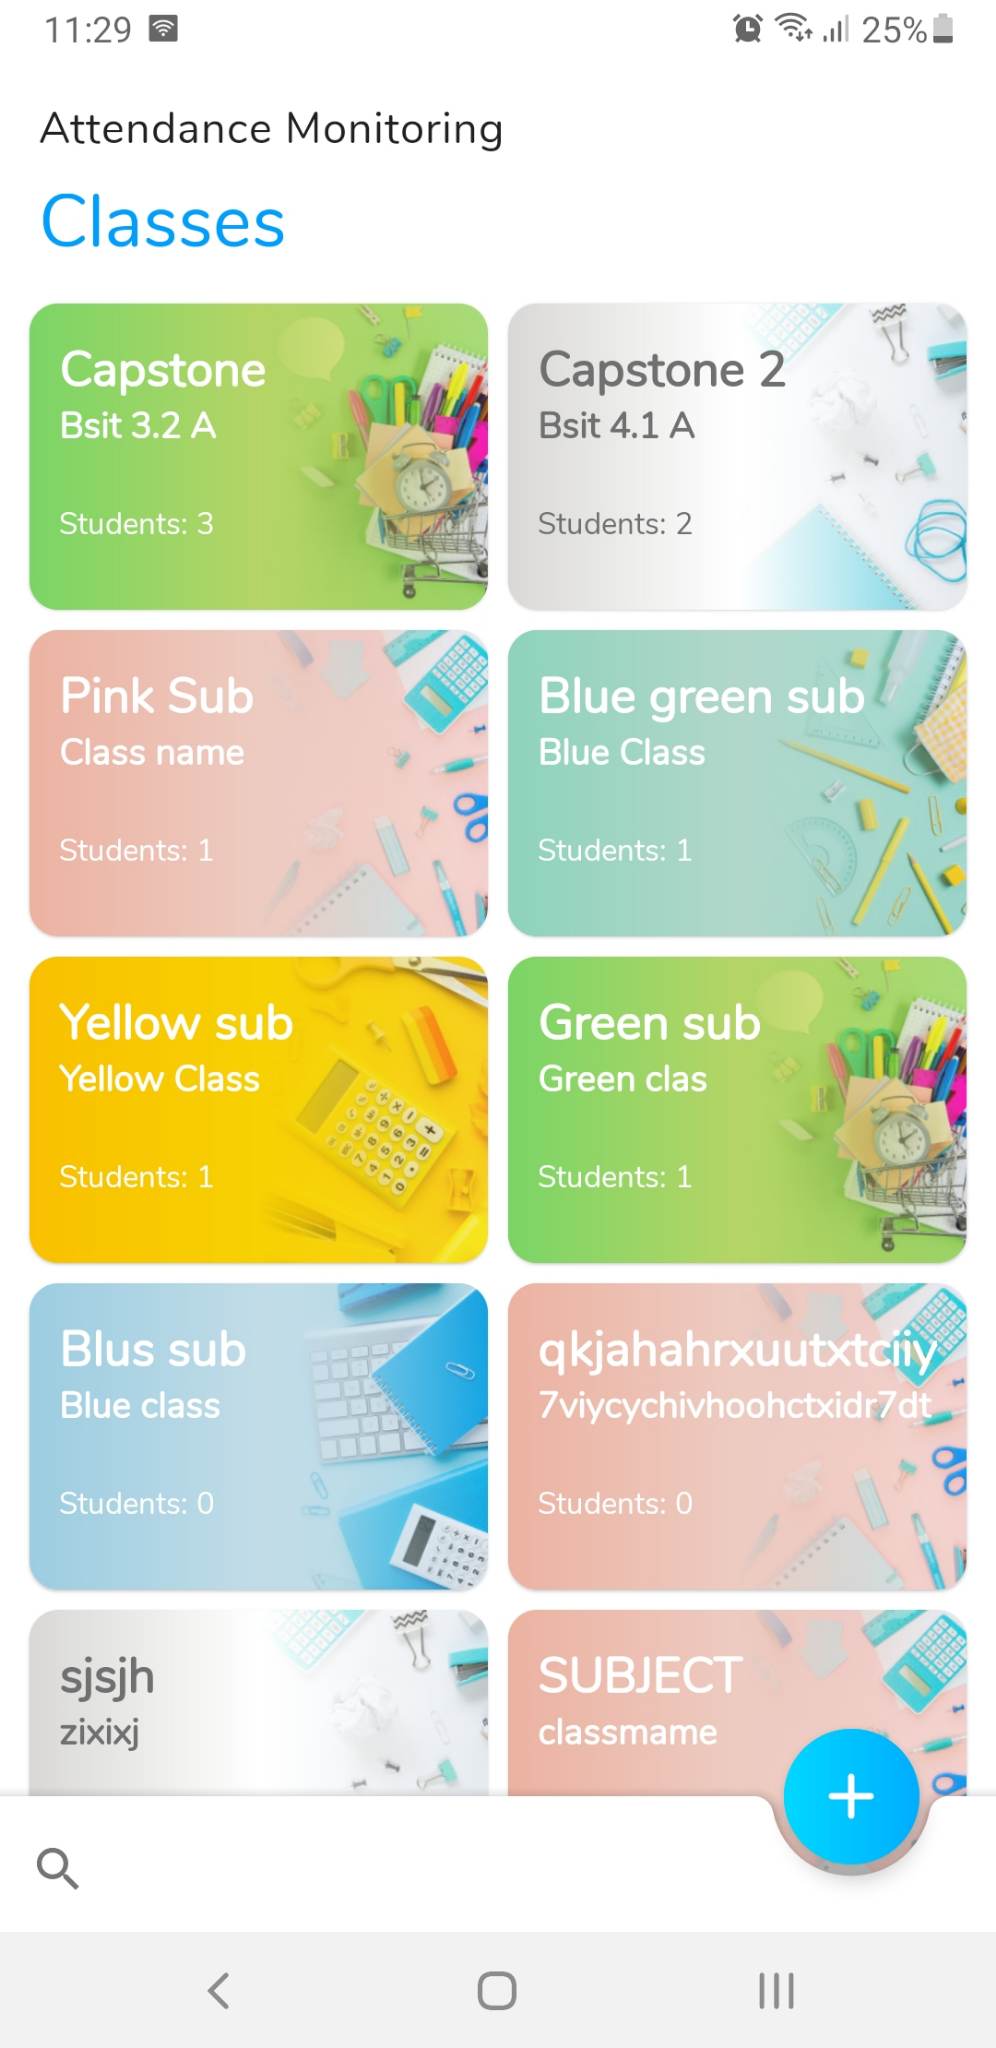 11:29
25%
Attendance Monitoring
Classes
Capstone
Bsit 3.2 A
Students: 3
Capstone 2
Bsit 4.1 A
Students: 2
Pink Sub
Class name
Students: 1
Blue green sub
Blue Class
Students: 1
Yellow sub
Yellow Class
Students: 1
Green sub
Green clas
Students: 1
Blus sub
Blue class
Students: 0
qkjahahrxuutxtciiy
7viycychivhoohctxidr7dt
Students: 0
sjsjh
zixixj
SUBJECT
classmame